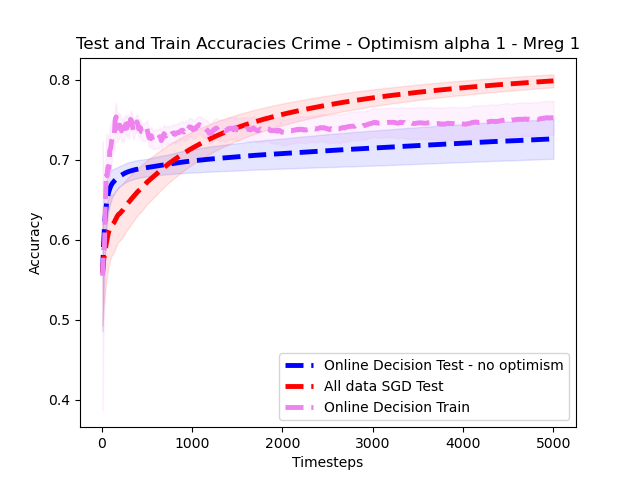 Test and Train Accuracies Crime - Optimism alpha 1 - Mreg 1
0.8
0.7
0.6
0.5
0.4
Accuracy
0
1000
2000
3000
4000
5000
Timesteps
Online Decision Test - no optimism
All data SGD Test
Online Decision Train